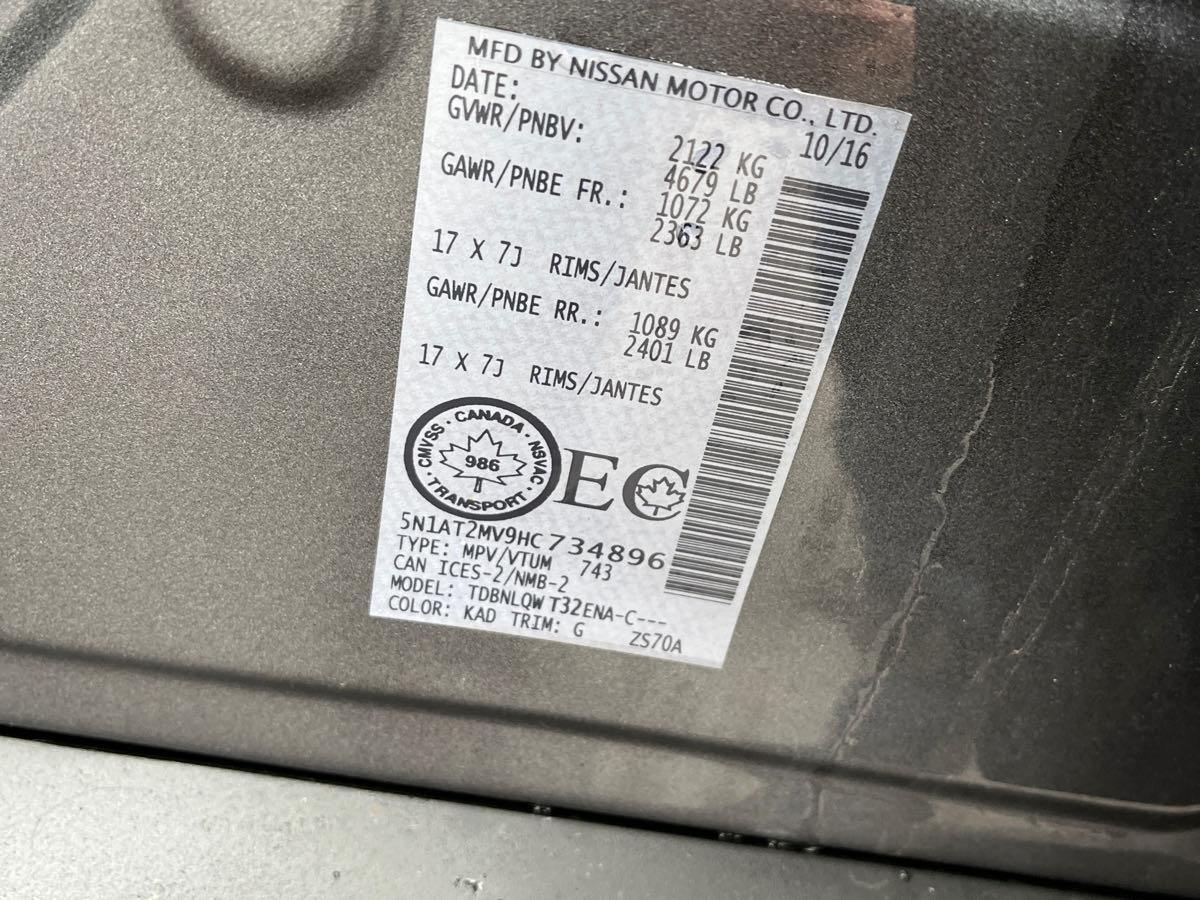 MFD BY NISSAN MOTOR CO., LTD.
DATE: 10/16
GVWR/PNBV: 2122 KG
4679 LB
GAWR/PNBE FR.: 1072 KG
2363 LB
17 X 7J RIMS/JANTES
GAWR/PNBE RR.: 1089 KG
2401 LB
17 X 7J RIMS/JANTES
CANADA · NSVAC · TRANSPORT · CMVSS ·
986
EC
5N1AT2MV9HC734896
TYPE: MPV/VTUM 743
CAN ICES-2/NMB-2
MODEL: TDBNLQW T32ENA-C---
COLOR: KAD TRIM: G ZS70A